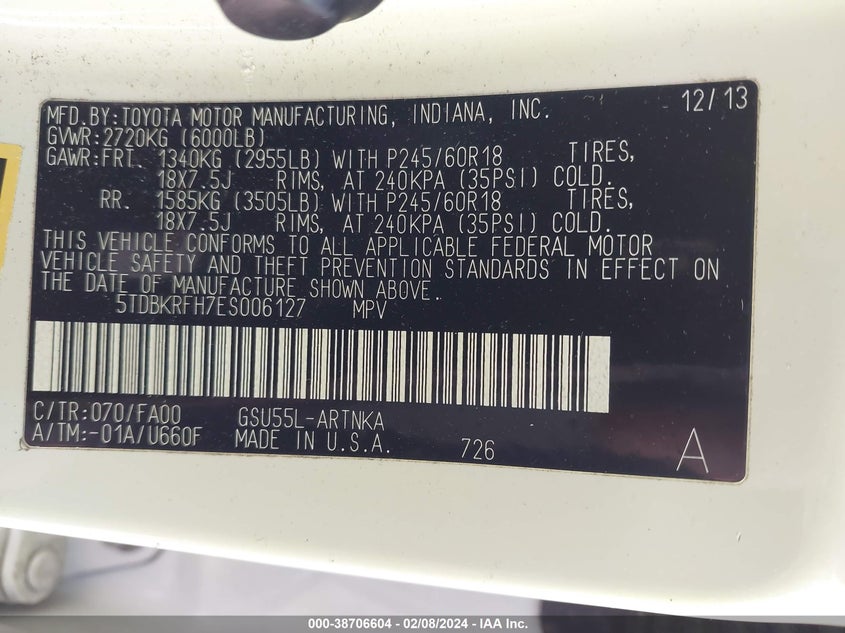 MFD.BY:TOYOTA MOTOR MANUFACTURING, INDIANA, INC. 12/13
GVWR:2720KG (6000LB)
GAWR:FRT. 1340KG (2955LB) WITH P245/60R18 TIRES,
18X7.5J RIMS, AT 240KPA (35PSI) COLD.
RR. 1585KG (3505LB) WITH P245/60R18 TIRES,
18X7.5J RIMS, AT 240KPA (35PSI) COLD.
THIS VEHICLE CONFORMS TO ALL APPLICABLE FEDERAL MOTOR
VEHICLE SAFETY AND THEFT PREVENTION STANDARDS IN EFFECT ON
THE DATE OF MANUFACTURE SHOWN ABOVE.
5TDBKRFH7ES006127 MPV
C/TR:070/FA00 GSU55L-ARTNKA
A/TM:-01A/U660F MADE IN U.S.A. 726 A
000-38706604 - 02/08/2024 - IAA Inc.